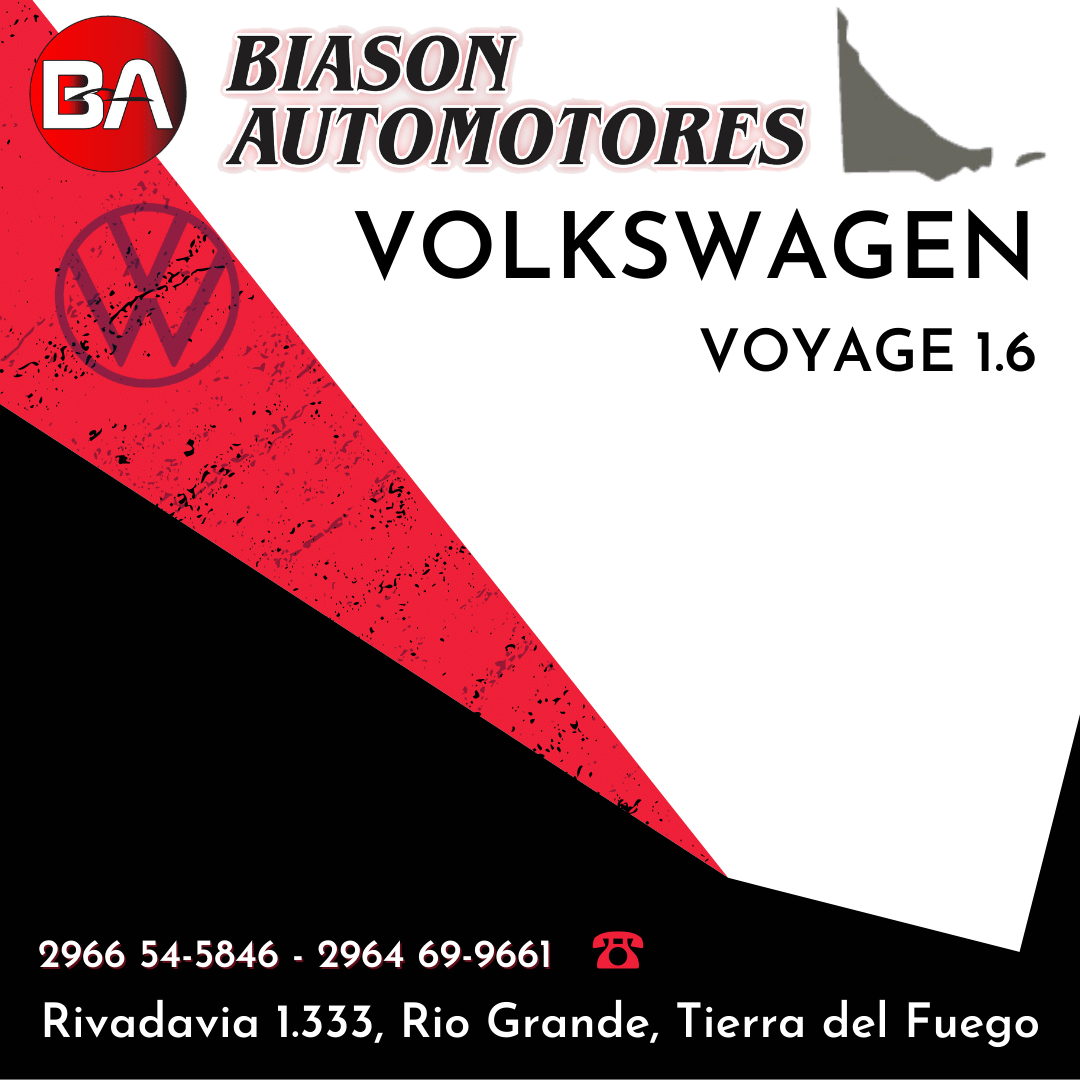 BA
BIASON
AUTOMOTORES
VOLKSWAGEN
VOYAGE 1.6
2966 54-5846 - 2964 69-9661
Rivadavia 1.333, Rio Grande, Tierra del Fuego